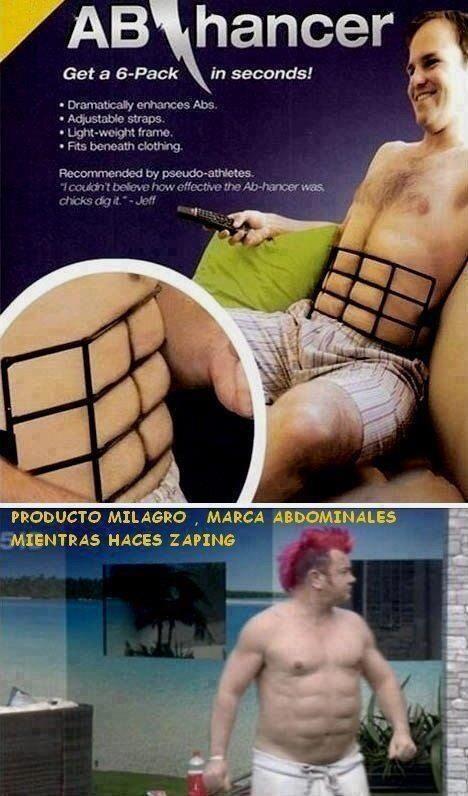 ABhancer
Get a 6-Pack in seconds!
• Dramatically enhances Abs.
• Adjustable straps.
• Light-weight frame.
• Fits beneath clothing.
Recommended by pseudo-athletes.
"I couldn't believe how effective the Ab-hancer was,
chicks dig it." - Jeff
PRODUCTO MILAGRO , MARCA ABDOMINALES
MIENTRAS HACES ZAPING